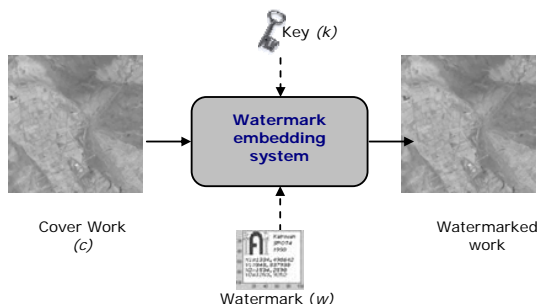 Key (k)
Watermark
embedding
system
Cover Work
(c)
Watermarked
work
Watermark (w)